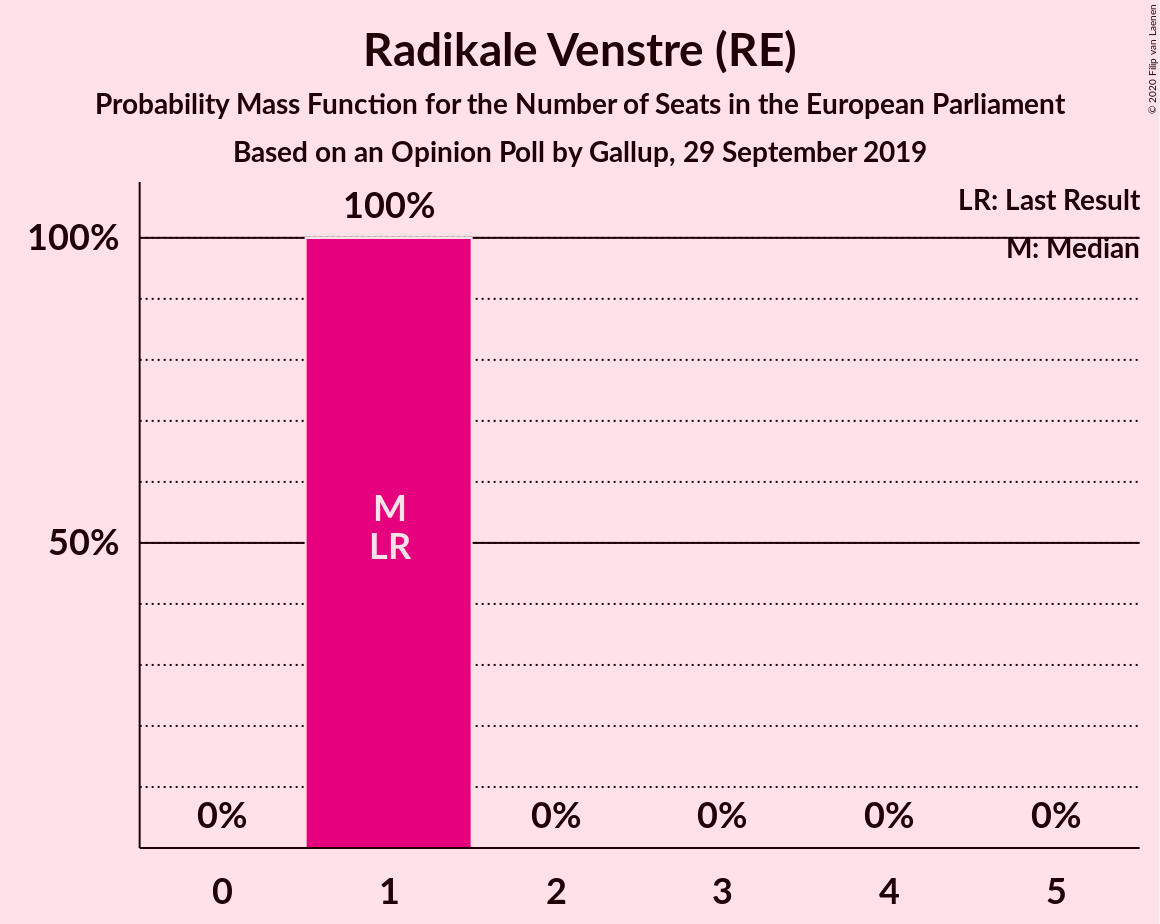 Radikale Venstre (RE)
Probability Mass Function for the Number of Seats in the European Parliament
Based on an Opinion Poll by Gallup, 29 September 2019
© 2020 Filip van Laenen
LR: Last Result
M: Median
100%
50%
0%
100%
0%
0%
0%
0%
M
LR
0
1
2
3
4
5